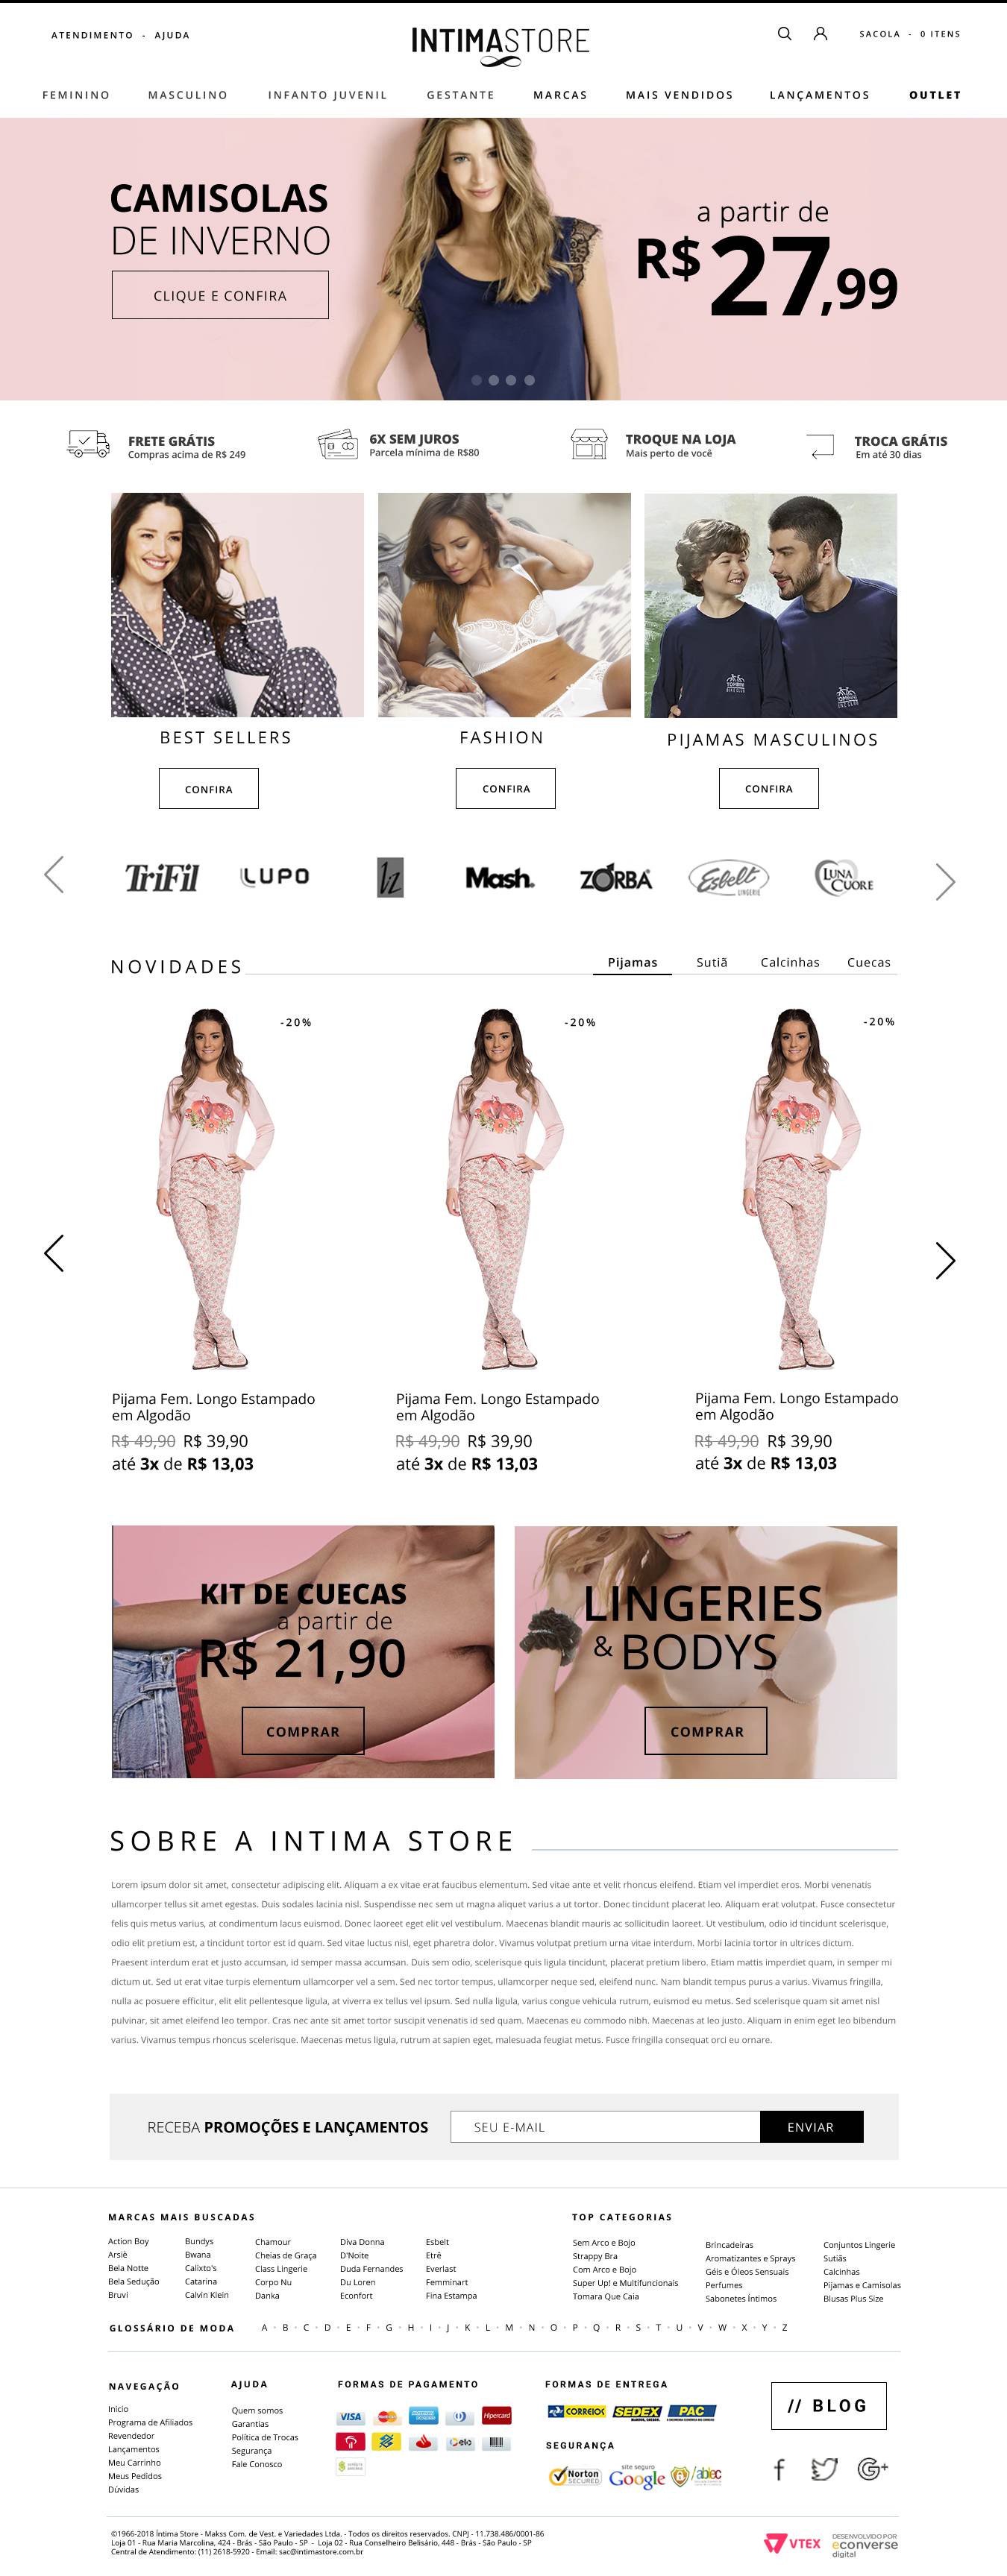 ATENDIMENTO - AJUDA
INTIMASTORE
SACOLA - 0 ITENS
FEMININO MASCULINO INFANTO JUVENIL GESTANTE MARCAS MAIS VENDIDOS LANÇAMENTOS OUTLET
CAMISOLAS
DE INVERNO
CLIQUE E CONFIRA
a partir de
R$ 27,99
FRETE GRÁTIS
Compras acima de R$ 249
6X SEM JUROS
Parcela mínima de R$80
TROQUE NA LOJA
Mais perto de você
TROCA GRÁTIS
Em até 30 dias
BEST SELLERS
CONFIRA
FASHION
CONFIRA
PIJAMAS MASCULINOS
CONFIRA
TriFil LUPO Mash. ZORBA Esbelt LINGERIE LUNA CUORE
NOVIDADES
Pijamas Sutiã Calcinhas Cuecas
-20%
-20%
-20%
Pijama Fem. Longo Estampado
em Algodão
R$ 49,90 R$ 39,90
até 3x de R$ 13,03
Pijama Fem. Longo Estampado
em Algodão
R$ 49,90 R$ 39,90
até 3x de R$ 13,03
Pijama Fem. Longo Estampado
em Algodão
R$ 49,90 R$ 39,90
até 3x de R$ 13,03
KIT DE CUECAS
a partir de
R$ 21,90
COMPRAR
LINGERIES
& BODYS
COMPRAR
SOBRE A INTIMA STORE
Lorem ipsum dolor sit amet, consectetur adipiscing elit. Aliquam a ex vitae erat faucibus elementum. Sed vitae ante et velit rhoncus eleifend. Etiam vel imperdiet eros. Morbi venenatis
ullamcorper tellus sit amet egestas. Duis sodales lacinia nisl. Suspendisse nec sem ut magna aliquet varius a ut tortor. Donec tincidunt placerat leo. Aliquam erat volutpat. Fusce consectetur
felis quis metus varius, at condimentum lacus euismod. Donec laoreet eget elit vel vestibulum. Maecenas blandit mauris ac sollicitudin laoreet. Ut vestibulum, odio id tincidunt scelerisque,
odio elit pretium est, a tincidunt tortor est id quam. Sed vitae luctus nisl, eget pharetra dolor. Vivamus volutpat pretium urna vitae interdum. Morbi lacinia tortor in ultrices dictum.
Praesent interdum erat et justo accumsan, id semper massa accumsan. Duis sem odio, scelerisque quis ligula tincidunt, placerat pretium libero. Etiam mattis imperdiet quam, in semper mi
dictum ut. Sed ut erat vitae turpis elementum ullamcorper vel a sem. Sed nec tortor tempus, ullamcorper neque sed, eleifend nunc. Nam blandit tempus purus a varius. Vivamus fringilla,
nulla ac posuere efficitur, elit elit pellentesque ligula, at viverra ex tellus vel ipsum. Sed nulla ligula, varius congue vehicula rutrum, euismod eu metus. Sed scelerisque quam sit amet nisl
pulvinar, sit amet eleifend leo tempor. Cras nec ante sit amet tortor suscipit venenatis id sed quam. Maecenas eu commodo nibh. Maecenas at leo justo. Aliquam in enim eget leo bibendum
varius. Vivamus tempus rhoncus scelerisque. Maecenas metus ligula, rutrum at sapien eget, malesuada feugiat metus. Fusce fringilla consequat orci eu ornare.
RECEBA PROMOÇÕES E LANÇAMENTOS
SEU E-MAIL
ENVIAR
MARCAS MAIS BUSCADAS
Action Boy
Arsiè
Bela Notte
Bela Sedução
Bruvi
Bundys
Bwana
Calixto's
Catarina
Calvin Klein
Chamour
Cheias de Graça
Class Lingerie
Corpo Nu
Danka
Diva Donna
D'Noite
Duda Fernandes
Du Loren
Econfort
Esbelt
Etrê
Everlast
Femminart
Fina Estampa
TOP CATEGORIAS
Sem Arco e Bojo
Strappy Bra
Com Arco e Bojo
Super Up! e Multifuncionais
Tomara Que Caia
Brincadeiras
Aromatizantes e Sprays
Géis e Óleos Sensuais
Perfumes
Sabonetes Íntimos
Conjuntos Lingerie
Sutiãs
Calcinhas
Pijamas e Camisolas
Blusas Plus Size
GLOSSÁRIO DE MODA A · B · C · D · E · F · G · H · I · J · K · L · M · N · O · P · Q · R · S · T · U · V · W · X · Y · Z
NAVEGAÇÃO
Inicio
Programa de Afiliados
Revendedor
Lançamentos
Meu Carrinho
Meus Pedidos
Dúvidas
AJUDA
Quem somos
Garantias
Política de Trocas
Segurança
Fale Conosco
FORMAS DE PAGAMENTO
VISA
Hipercard
elo
FORMAS DE ENTREGA
CORREIOS SEDEX PAC
SEGURANÇA
Norton SECURED
site seguro
Google
abiec
// BLOG
©1966-2018 Íntima Store - Makss Com. de Vest. e Variedades Ltda. - Todos os direitos reservados. CNPJ - 11.738.486/0001-86
Loja 01 - Rua Maria Marcolina, 424 - Brás - São Paulo - SP - Loja 02 - Rua Conselheiro Belisário, 448 - Brás - São Paulo - SP
Central de Atendimento: (11) 2618-5920 - Email: sac@intimastore.com.br
VTEX
DESENVOLVIDO POR
econverse
digital